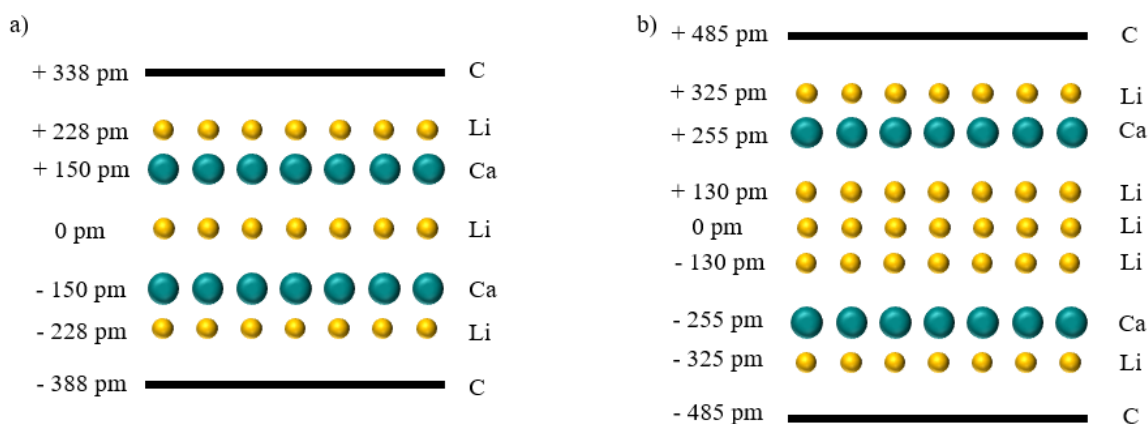 a)
+ 338 pm C
+ 228 pm Li
+ 150 pm Ca
0 pm Li
- 150 pm Ca
- 228 pm Li
- 388 pm C
b)
+ 485 pm C
+ 325 pm Li
+ 255 pm Ca
+ 130 pm Li
0 pm Li
- 130 pm Li
- 255 pm Ca
- 325 pm Li
- 485 pm C